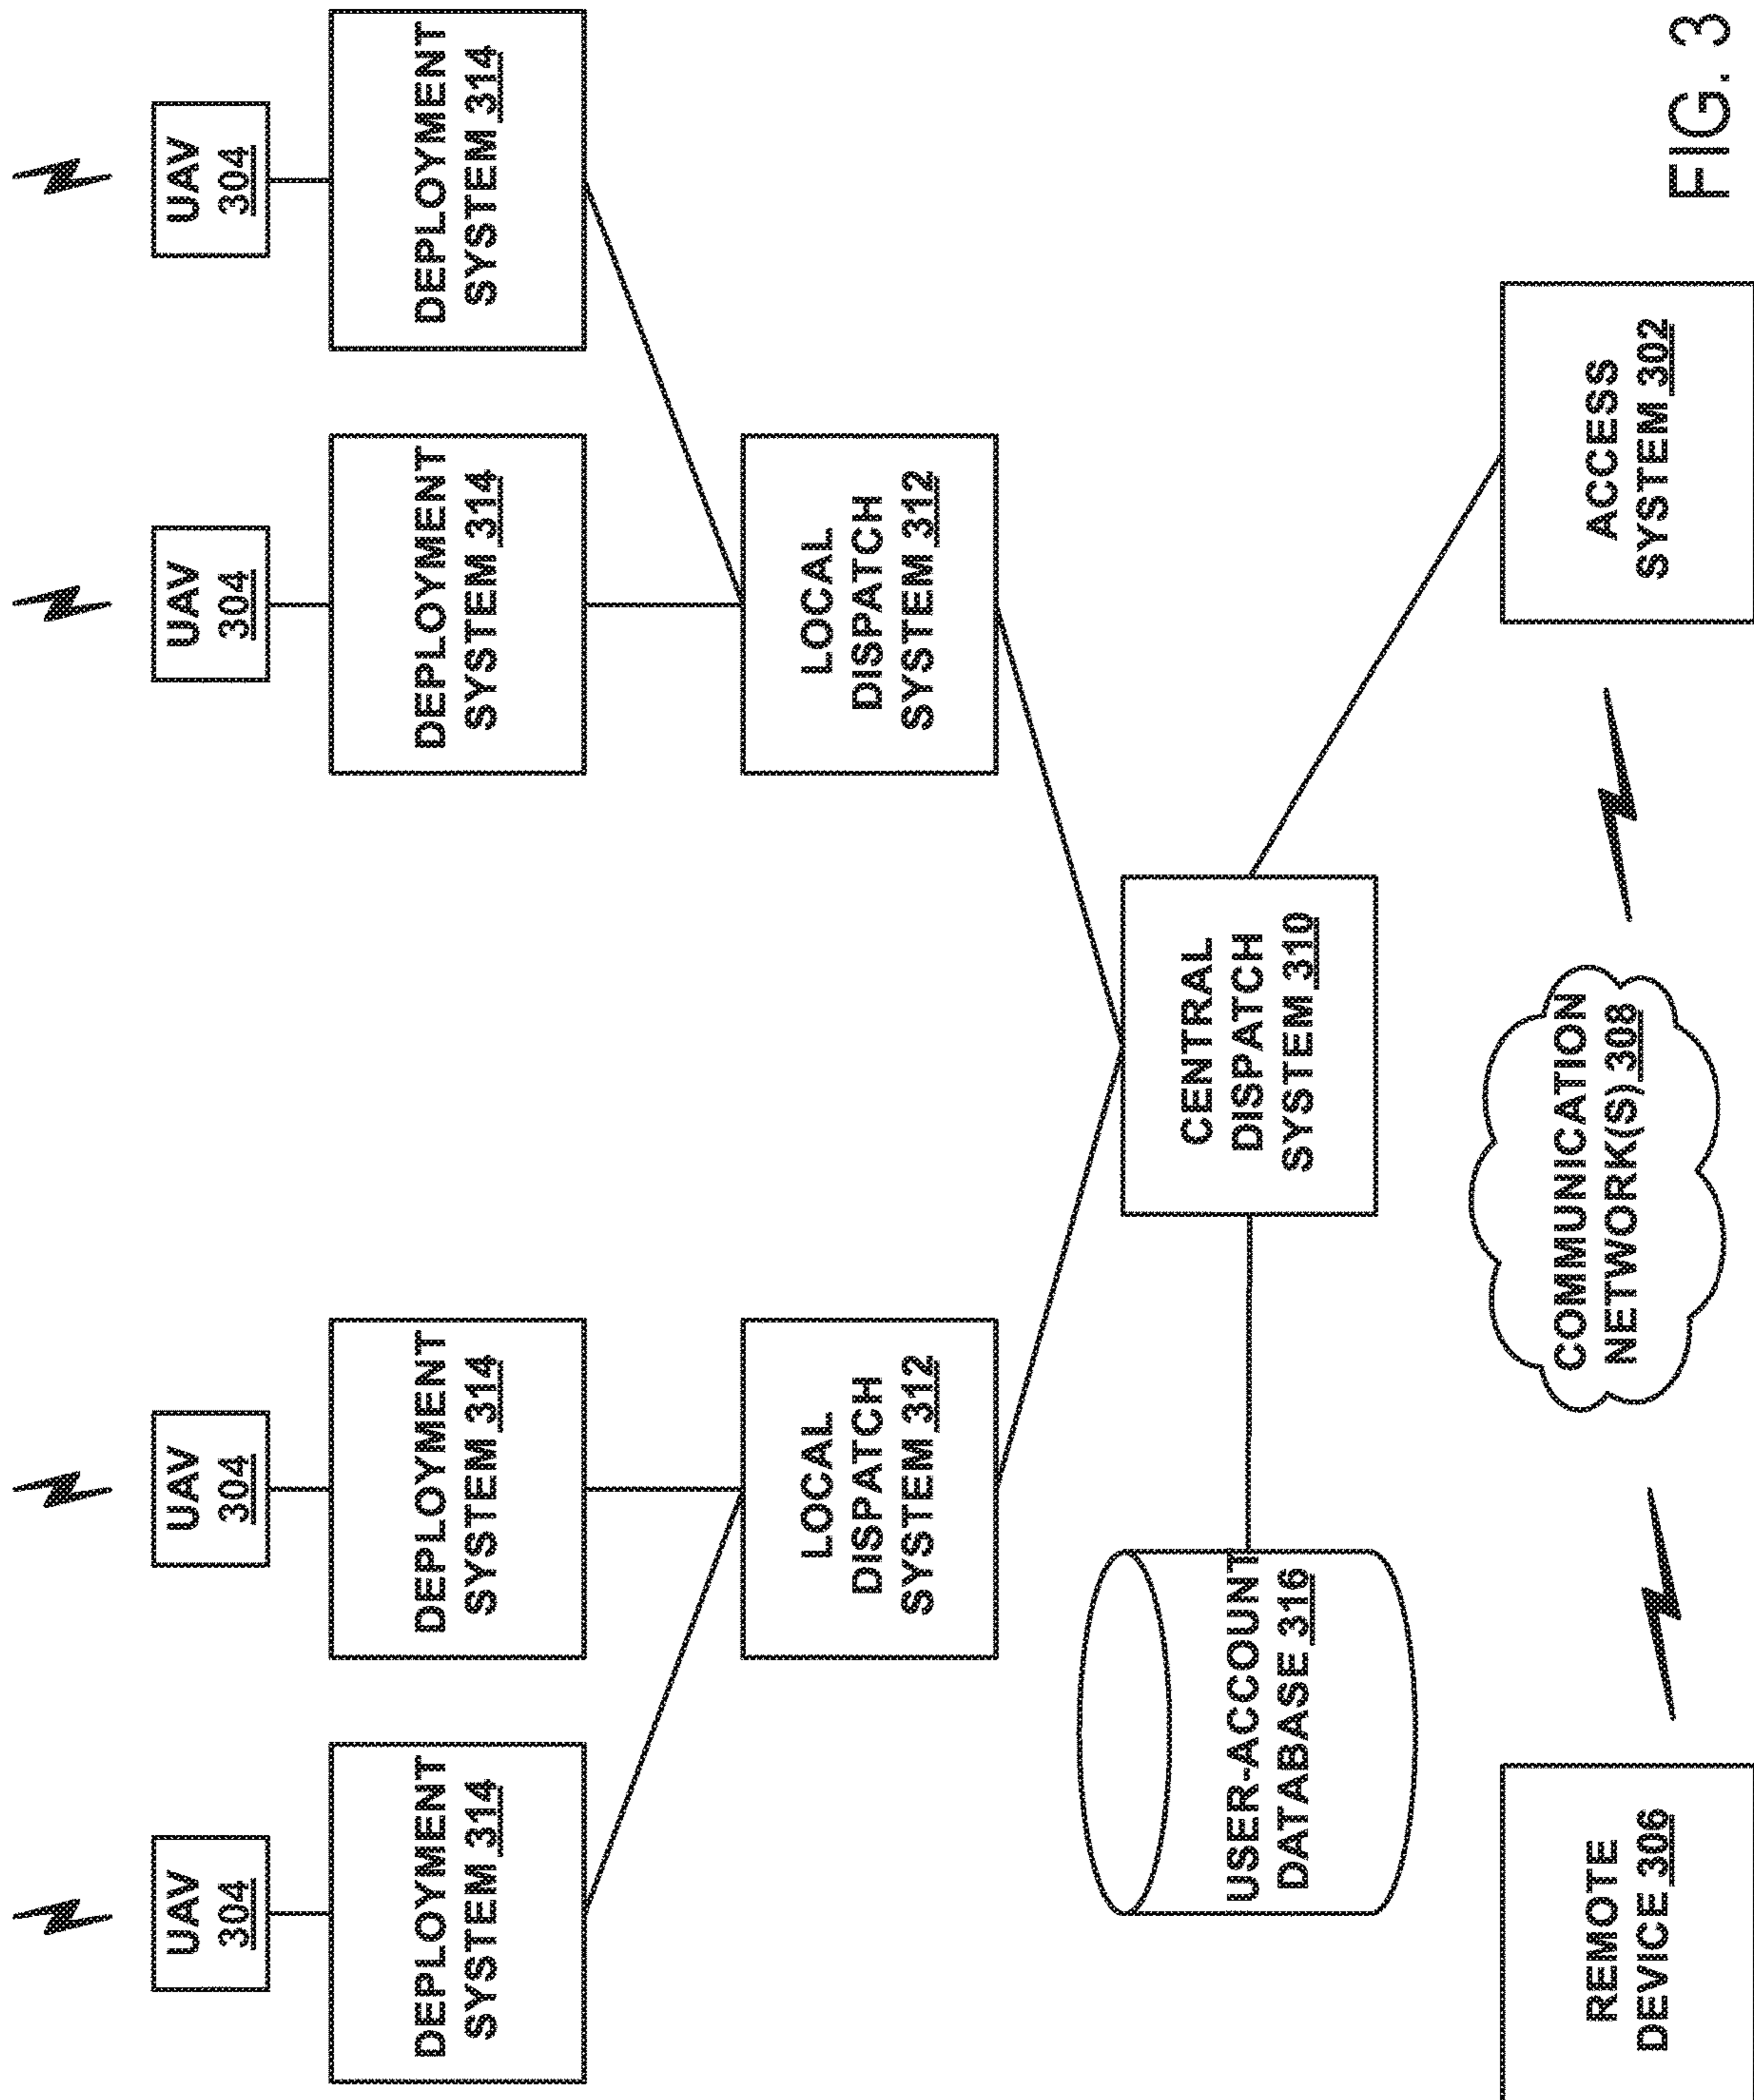 UAV
304
UAV
304
UAV
304
UAV
304
DEPLOYMENT
SYSTEM 314
DEPLOYMENT
SYSTEM 314
DEPLOYMENT
SYSTEM 314
DEPLOYMENT
SYSTEM 314
LOCAL
DISPATCH
SYSTEM 312
LOCAL
DISPATCH
SYSTEM 312
USER-ACCOUNT
DATABASE 316
CENTRAL
DISPATCH
SYSTEM 310
REMOTE
DEVICE 306
COMMUNICATION
NETWORK(S) 308
ACCESS
SYSTEM 302
FIG. 3